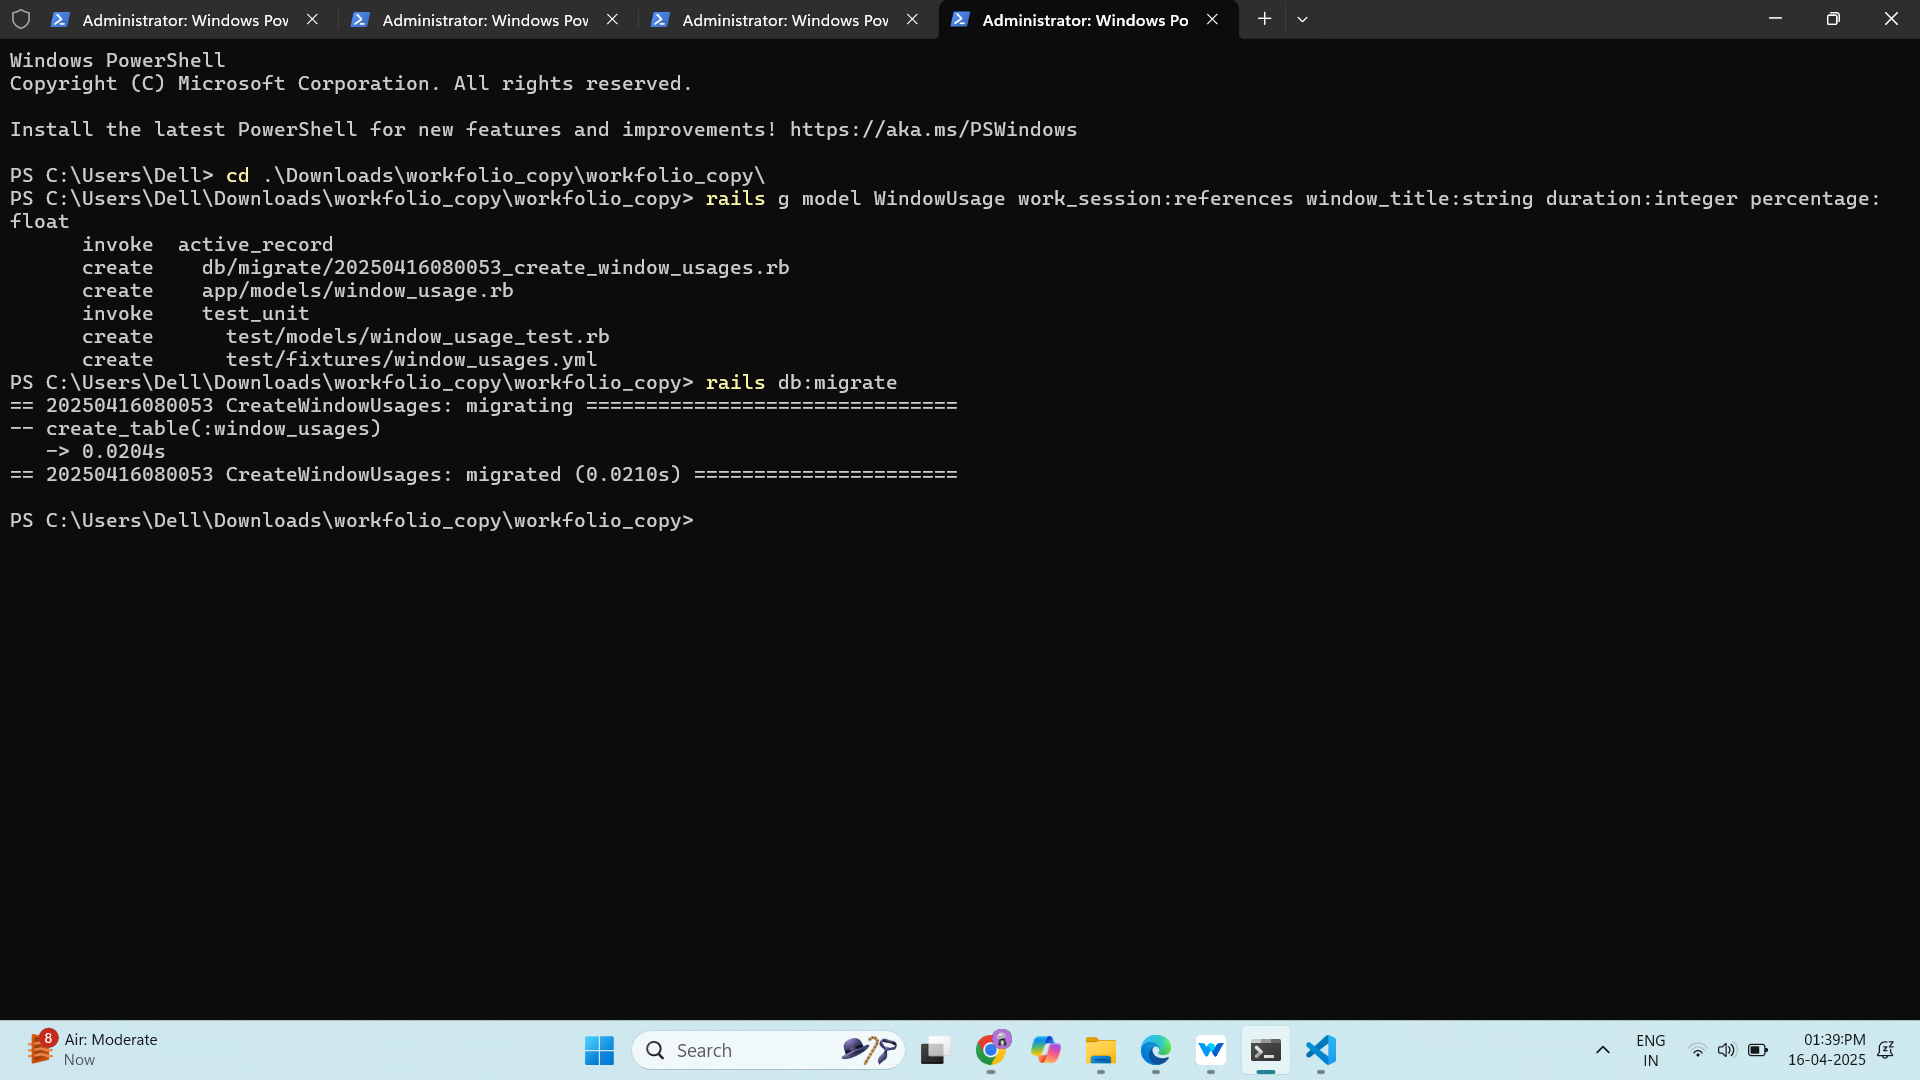 Administrator: Windows Pov
Administrator: Windows Pov
Administrator: Windows Pov
Administrator: Windows Po
Windows PowerShell
Copyright (C) Microsoft Corporation. All rights reserved.
Install the latest PowerShell for new features and improvements! https://aka.ms/PSWindows
PS C:\Users\Dell> cd .\Downloads\workfolio_copy\workfolio_copy\
PS C:\Users\Dell\Downloads\workfolio_copy\workfolio_copy> rails g model WindowUsage work_session:references window_title:string duration:integer percentage:
float
invoke  active_record
create    db/migrate/20250416080053_create_window_usages.rb
create    app/models/window_usage.rb
invoke    test_unit
create      test/models/window_usage_test.rb
create      test/fixtures/window_usages.yml
PS C:\Users\Dell\Downloads\workfolio_copy\workfolio_copy> rails db:migrate
== 20250416080053 CreateWindowUsages: migrating ===============================
-- create_table(:window_usages)
-> 0.0204s
== 20250416080053 CreateWindowUsages: migrated (0.0210s) ======================
PS C:\Users\Dell\Downloads\workfolio_copy\workfolio_copy>
8
Air: Moderate
Now
Search
ENG
IN
01:39:PM
16-04-2025